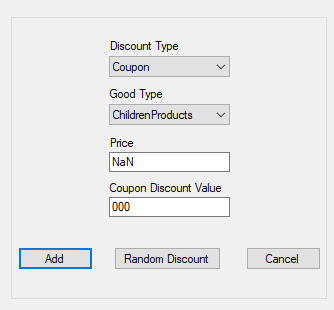 Discount Type
Coupon
Good Type
ChildrenProducts
Price
NaN
Coupon Discount Value
000
Add Random Discount Cancel